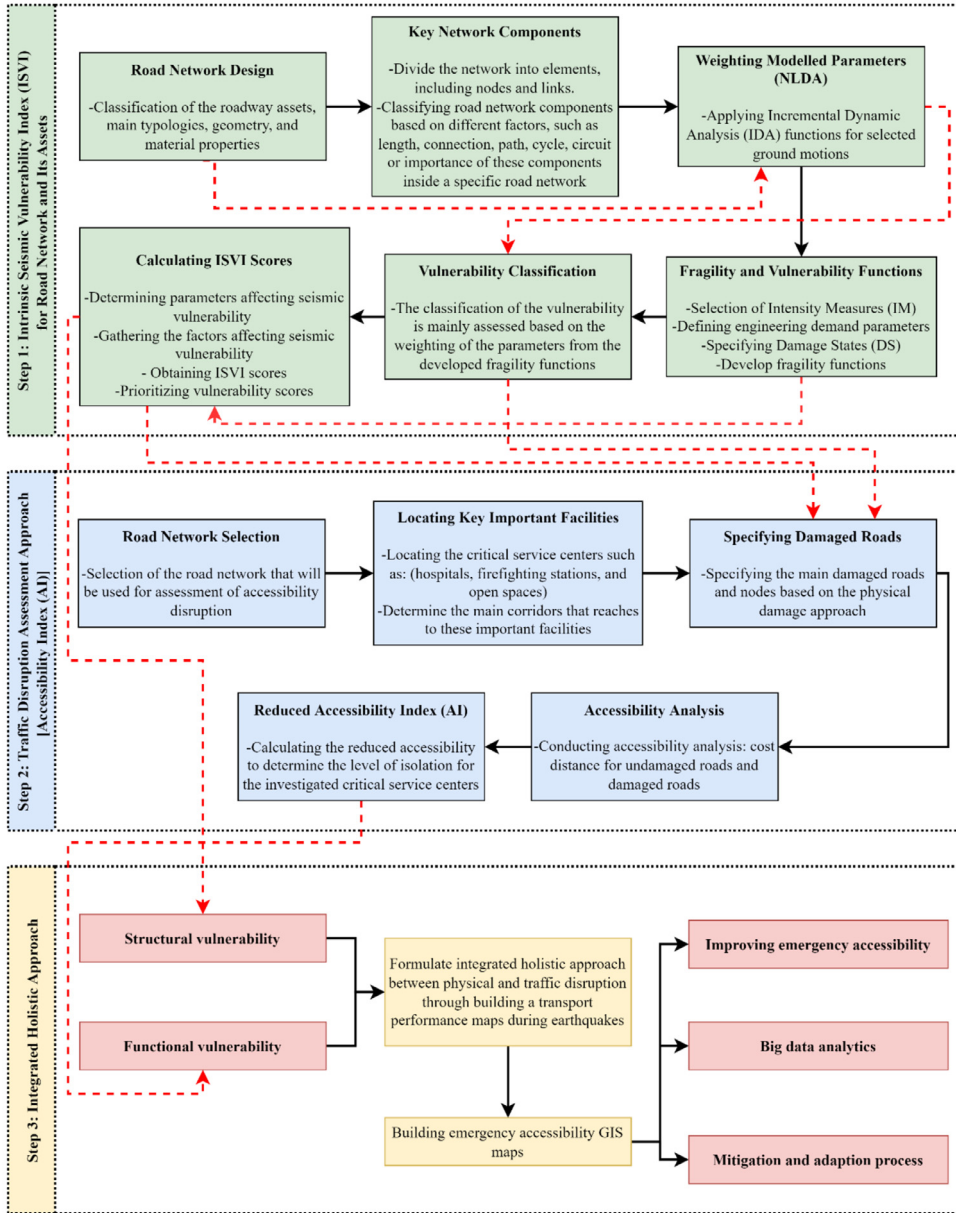 Step 1: Intrinsic Seismic Vulnerability Index (ISVI)
for Road Network and Its Assets
Road Network Design
-Classification of the roadway assets,
main typologies, geometry, and
material properties
Key Network Components
-Divide the network into elements,
including nodes and links.
-Classifying road network components
based on different factors, such as
length, connection, path, cycle, circuit
or importance of these components
inside a specific road network
Weighting Modelled Parameters
(NLDA)
-Applying Incremental Dynamic
Analysis (IDA) functions for selected
ground motions
Calculating ISVI Scores
-Determining parameters affecting seismic
vulnerability
-Gathering the factors affecting seismic
vulnerability
- Obtaining ISVI scores
-Prioritizing vulnerability scores
Vulnerability Classification
-The classification of the vulnerability
is mainly assessed based on the
weighting of the parameters from the
developed fragility functions
Fragility and Vulnerability Functions
-Selection of Intensity Measures (IM)
-Defining engineering demand parameters
-Specifying Damage States (DS)
-Develop fragility functions
Step 2: Traffic Disruption Assessment Approach
[Accessibility Index (AI)]
Road Network Selection
-Selection of the road network that will
be used for assessment of accessibility
disruption
Locating Key Important Facilities
-Locating the critical service centers such
as: (hospitals, firefighting stations, and
open spaces)
-Determine the main corridors that reaches
to these important facilities
Specifying Damaged Roads
-Specifying the main damaged roads
and nodes based on the physical
damage approach
Reduced Accessibility Index (AI)
-Calculating the reduced accessibility
to determine the level of isolation for
the investigated critical service centers
Accessibility Analysis
-Conducting accessibility analysis: cost
distance for undamaged roads and
damaged roads
Step 3: Integrated Holistic Approach
Structural vulnerability
Functional vulnerability
Formulate integrated holistic approach
between physical and traffic disruption
through building a transport
performance maps during earthquakes
Building emergency accessibility GIS
maps
Improving emergency accessibility
Big data analytics
Mitigation and adaption process